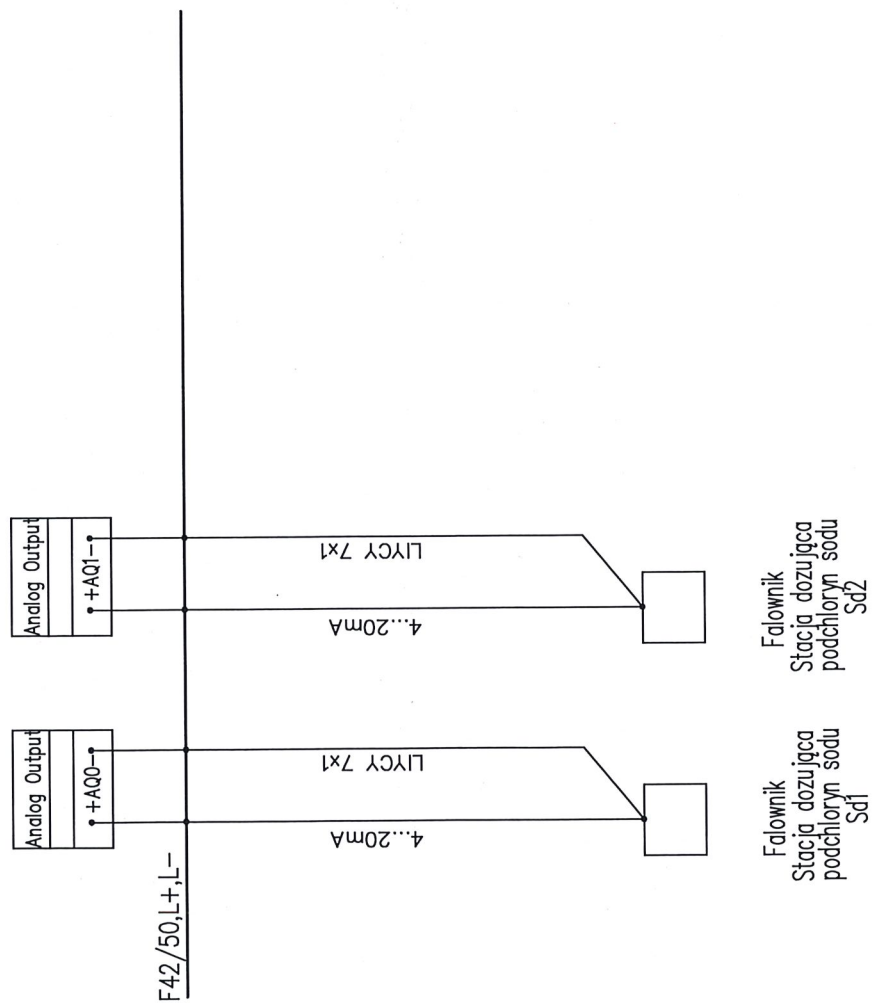 Analog Output
+AQ0-
Analog Output
+AQ1-
F42/50,L+,L-
4...20mA
LIYCY 7x1
4...20mA
LIYCY 7x1
Falownik
Stacja dozująca
podchloryn sodu
Sd1
Falownik
Stacja dozująca
podchloryn sodu
Sd2